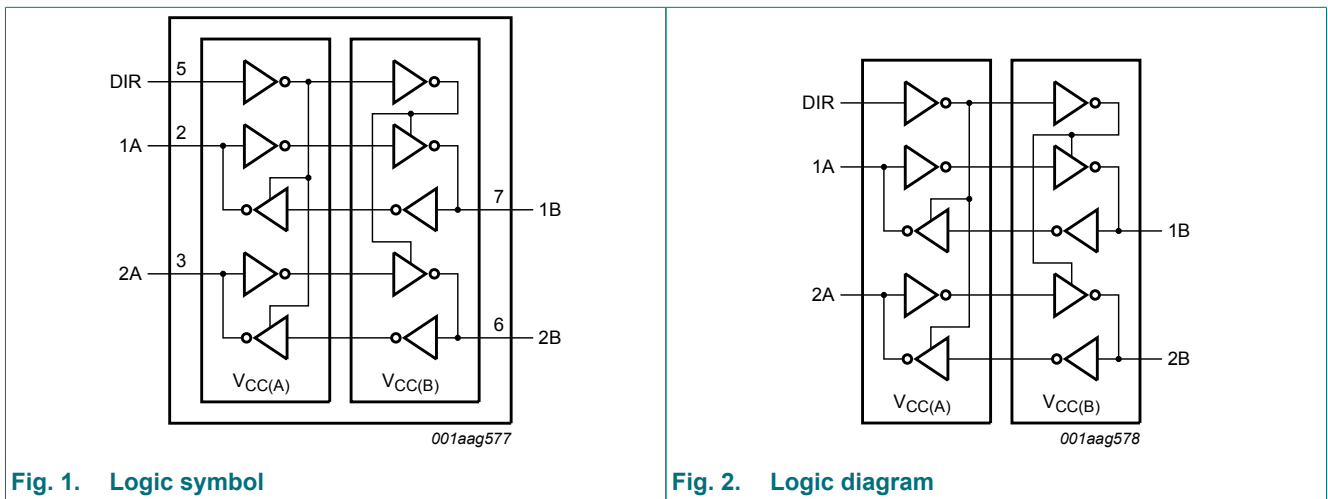 DIR 5
1A 2
7 1B
2A 3
6 2B
VCC(A) VCC(B)
001aag577
Fig. 1. Logic symbol
DIR
1A
1B
2A
2B
VCC(A) VCC(B)
001aag578
Fig. 2. Logic diagram